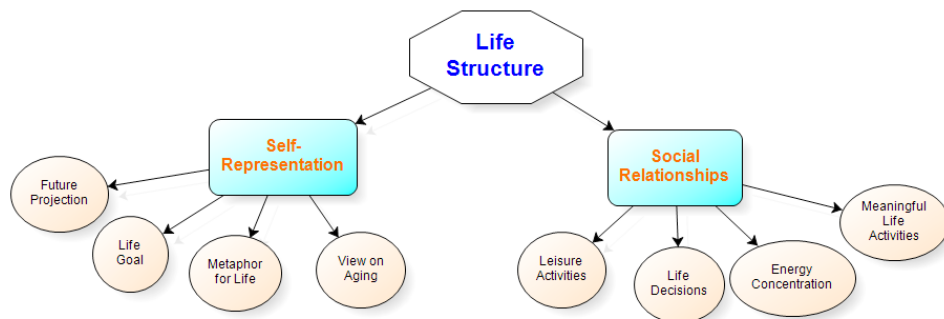 Life
Structure
Self-
Representation
Social
Relationships
Future
Projection
Life
Goal
Metaphor
for Life
View on
Aging
Leisure
Activities
Life
Decisions
Energy
Concentration
Meaningful
Life
Activities